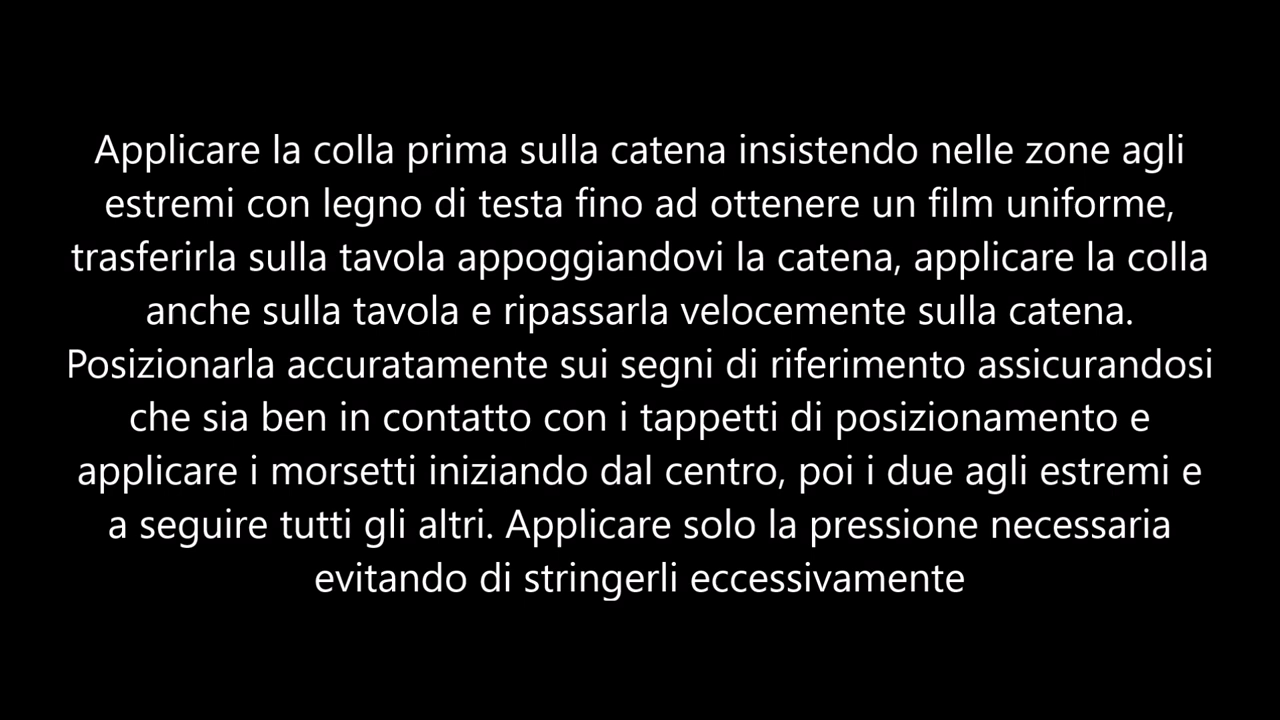 Applicare la colla prima sulla catena insistendo nelle zone agli
estremi con legno di testa fino ad ottenere un film uniforme,
trasferirla sulla tavola appoggiandovi la catena, applicare la colla
anche sulla tavola e ripassarla velocemente sulla catena.
Posizionarla accuratamente sui segni di riferimento assicurandosi
che sia ben in contatto con i tappetti di posizionamento e
applicare i morsetti iniziando dal centro, poi i due agli estremi e
a seguire tutti gli altri. Applicare solo la pressione necessaria
evitando di stringerli eccessivamente